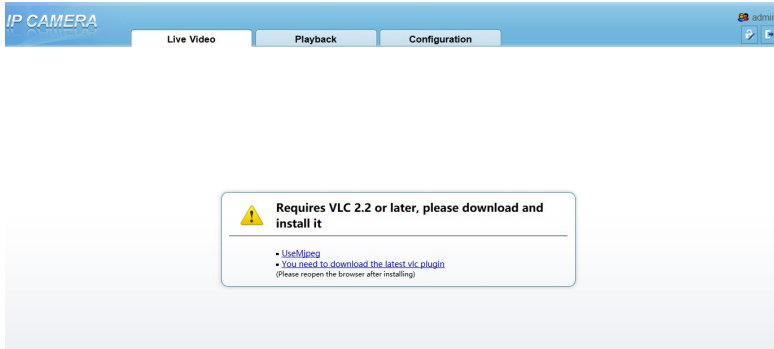 IP CAMERA
admin
Live Video
Playback
Configuration
Requires VLC 2.2 or later, please download and
install it
UseMjpeg
You need to download the latest vlc plugin
(Please reopen the browser after installing)